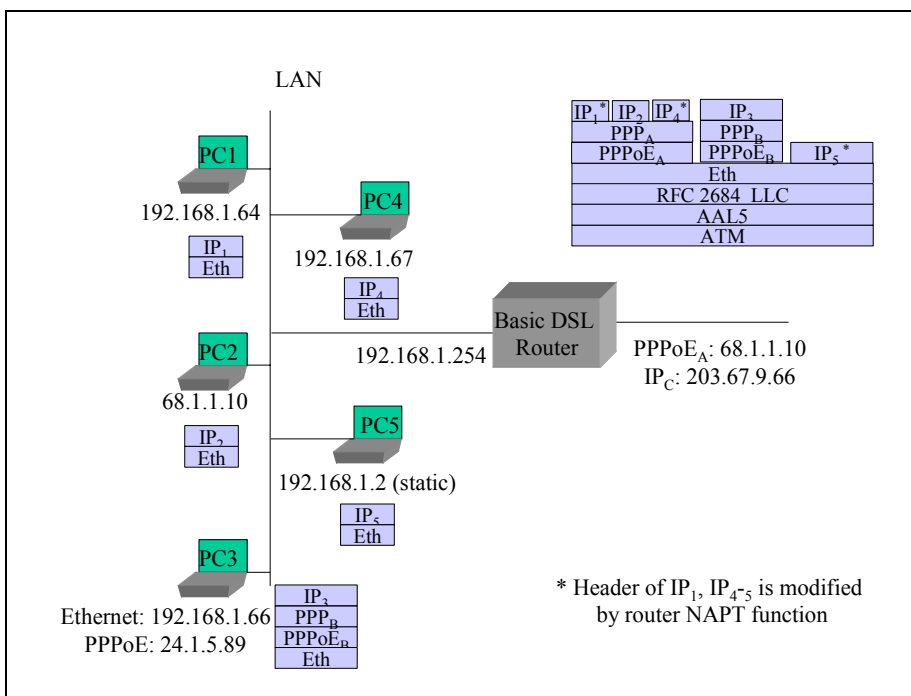 LAN
IP1* IP2 IP4* IP3
PPPA PPPB
PPPoEA PPPoEB IP5*
Eth
RFC 2684 LLC
AAL5
ATM
PC1
192.168.1.64
IP1
Eth
PC4
192.168.1.67
IP4
Eth
Basic DSL
Router
192.168.1.254
PPPoEA: 68.1.1.10
IPC: 203.67.9.66
PC2
68.1.1.10
IP2
Eth
PC5
192.168.1.2 (static)
IP5
Eth
PC3
Ethernet: 192.168.1.66
PPPoE: 24.1.5.89
IP3
PPPB
PPPoEB
Eth
* Header of IP1, IP4-5 is modified
by router NAPT function